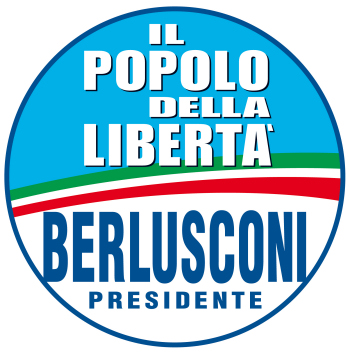 IL
POPOLO
DELLA
LIBERTÀ
BERLUSCONI
PRESIDENTE